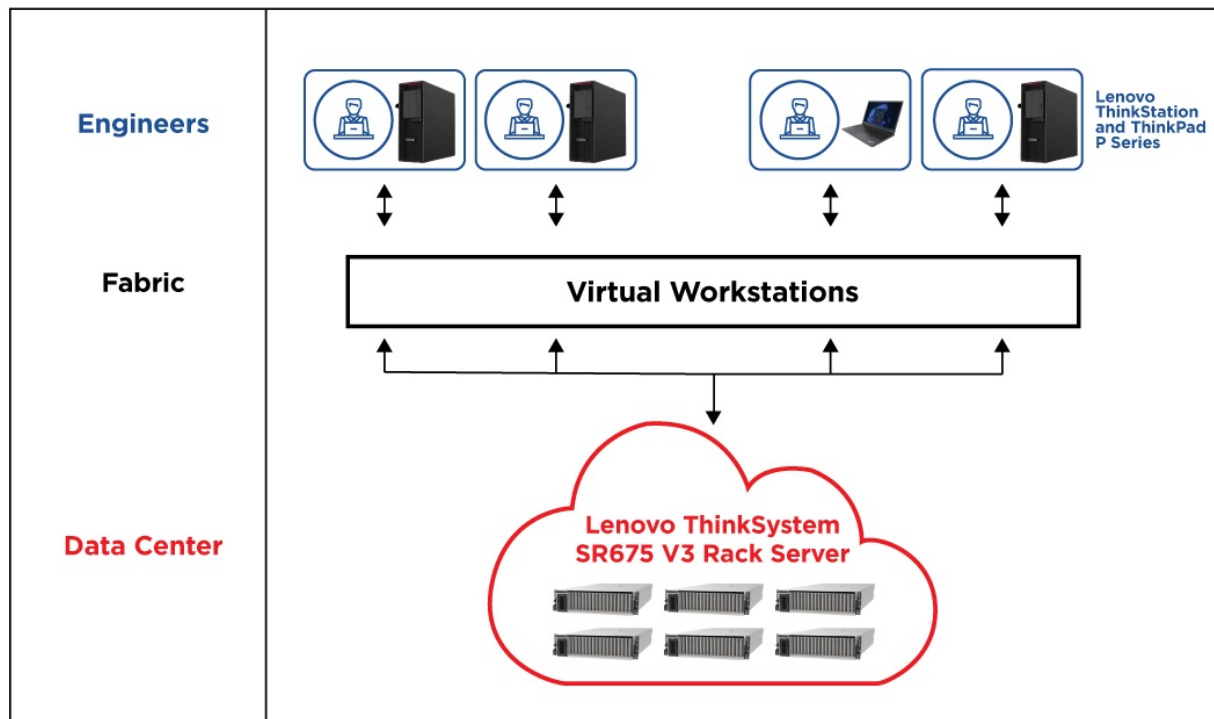 Engineers
Lenovo
ThinkStation
and ThinkPad
P Series
Fabric
Virtual Workstations
Data Center
Lenovo ThinkSystem
SR675 V3 Rack Server